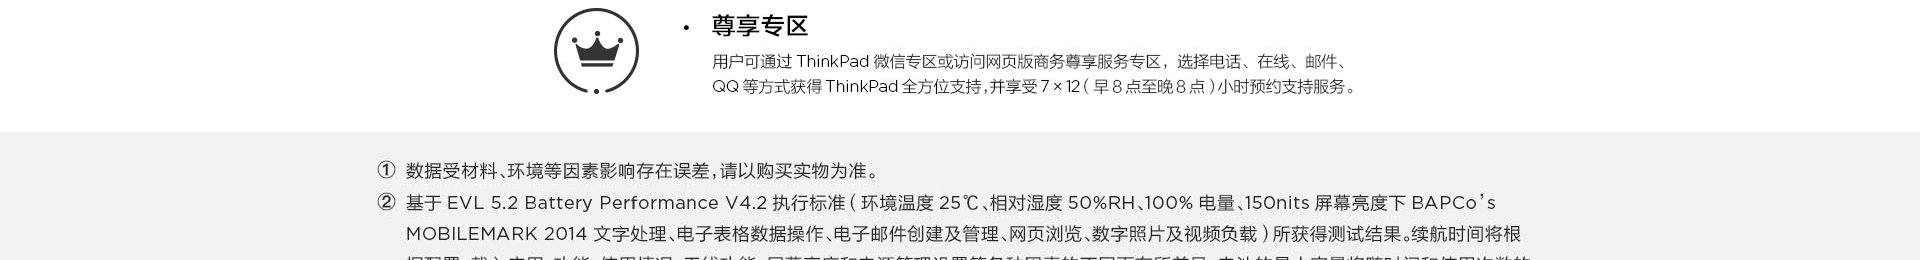 • 尊享专区
用户可通过 ThinkPad 微信专区或访问网页版商务尊享服务专区，选择电话、在线、邮件、
QQ 等方式获得 ThinkPad 全方位支持,并享受 7 × 12（早 8 点至晚 8 点）小时预约支持服务。
① 数据受材料、环境等因素影响存在误差,请以购买实物为准。
② 基于 EVL 5.2 Battery Performance V4.2 执行标准（环境温度 25℃、相对湿度 50%RH、100% 电量、150nits 屏幕亮度下 BAPCo's
MOBILEMARK 2014 文字处理、电子表格数据操作、电子邮件创建及管理、网页浏览、数字照片及视频负载）所获得测试结果。续航时间将根